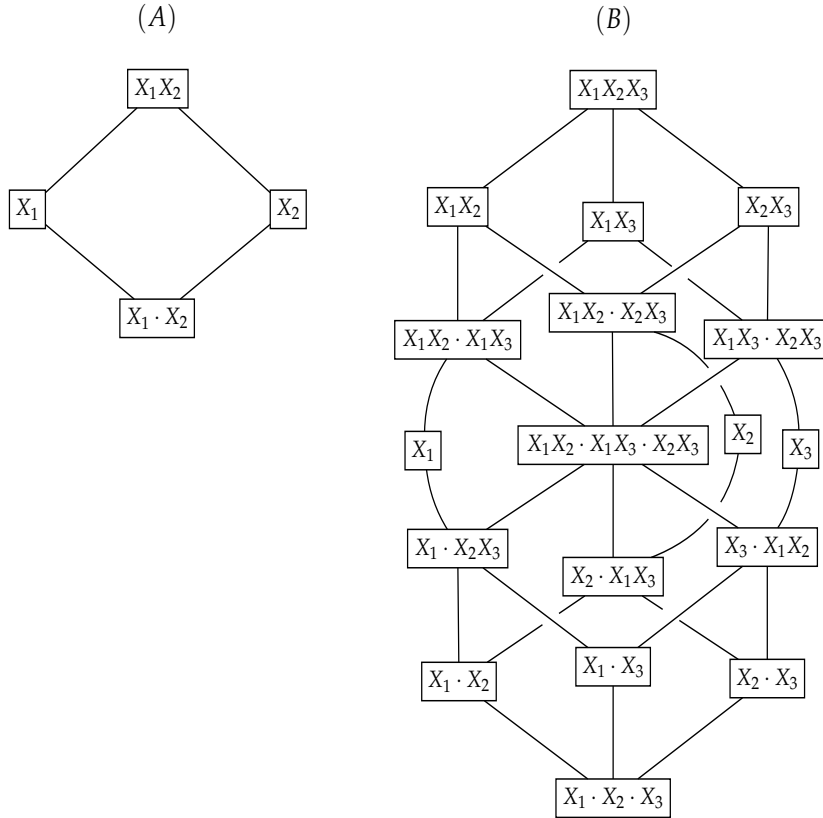 (A)
X₁X₂
X₁
X₂
X₁ · X₂
(B)
X₁X₂X₃
X₁X₂
X₁X₃
X₂X₃
X₁X₂ · X₁X₃
X₁X₂ · X₂X₃
X₁X₃ · X₂X₃
X₁
X₁X₂ · X₁X₃ · X₂X₃
X₂
X₃
X₁ · X₂X₃
X₂ · X₁X₃
X₃ · X₁X₂
X₁ · X₂
X₁ · X₃
X₂ · X₃
X₁ · X₂ · X₃